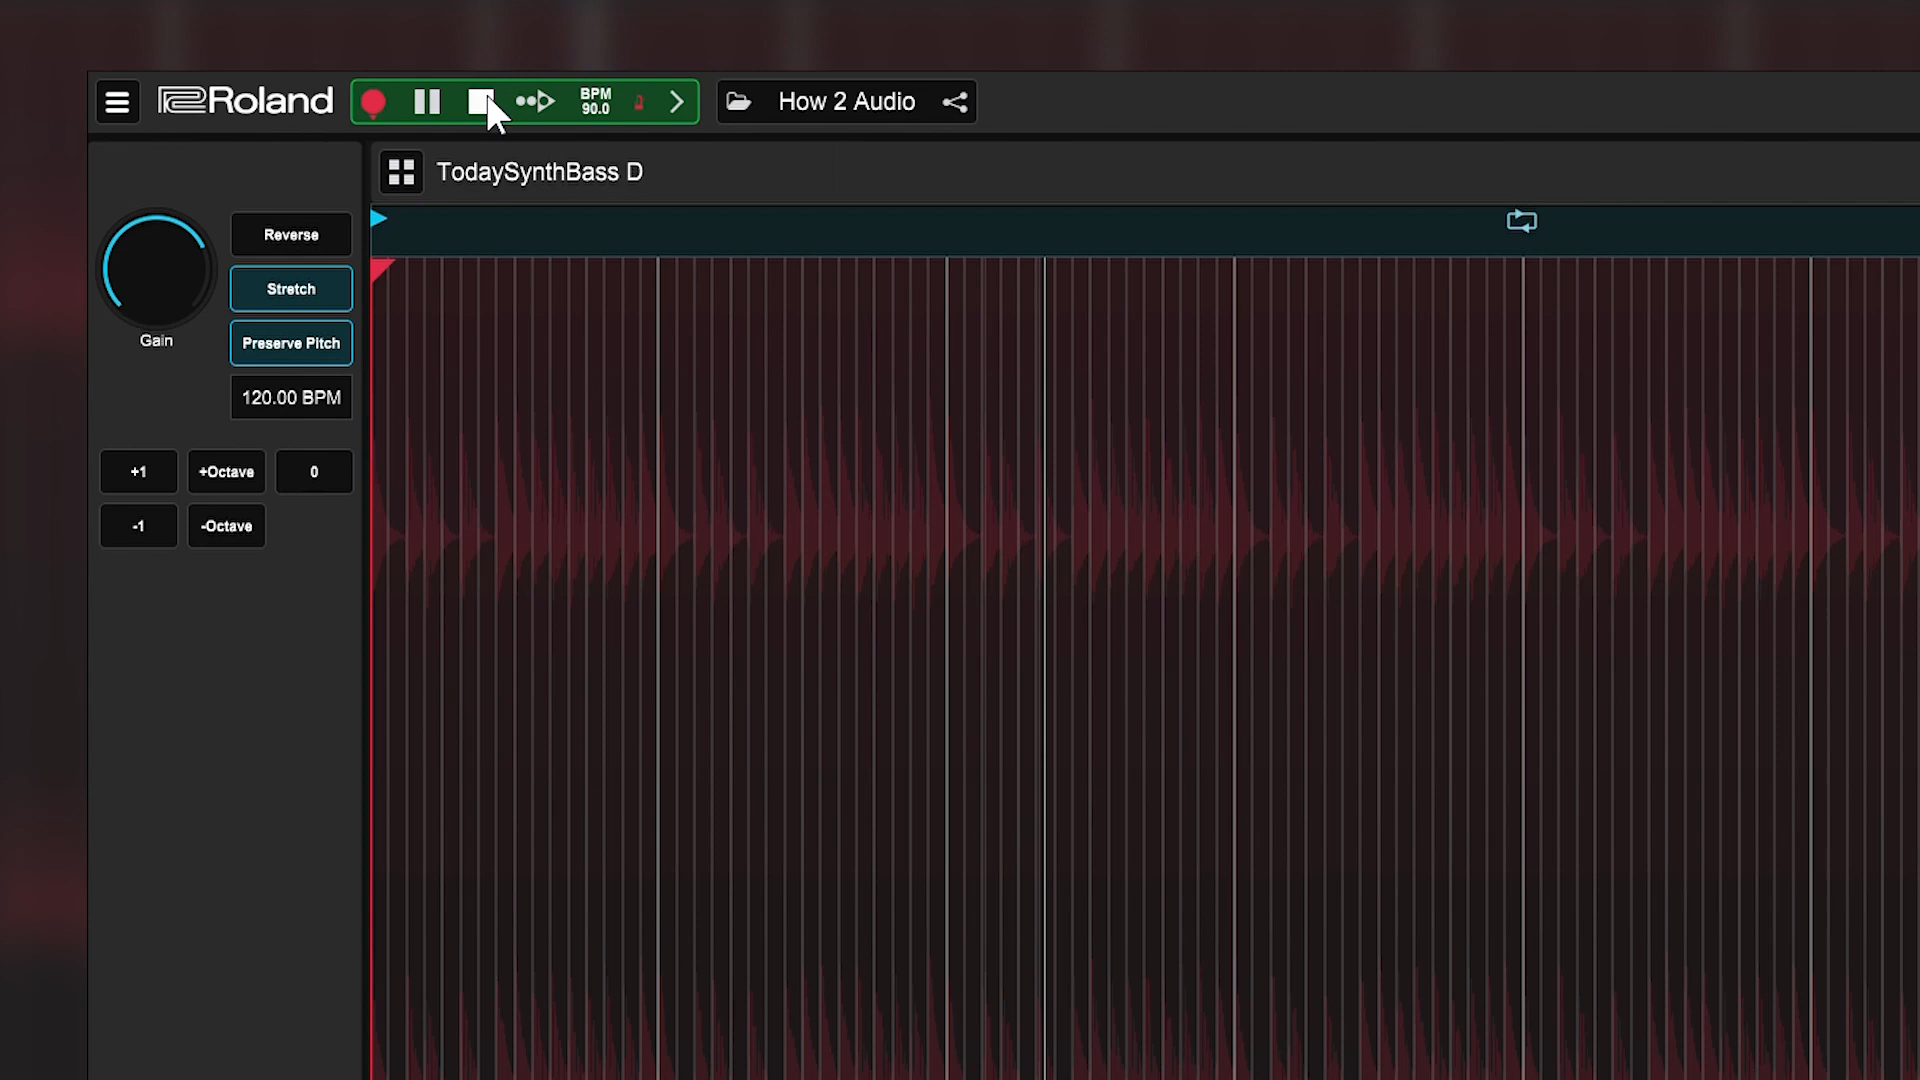 Roland
BPM
90.0
How 2 Audio
TodaySynthBass D
Gain
Reverse
Stretch
Preserve Pitch
120.00 BPM
+1
+Octave
0
-1
-Octave